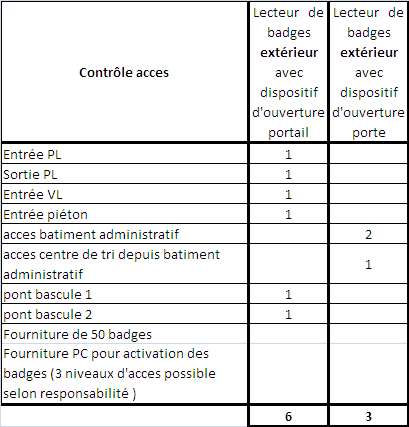 Contrôle acces
Lecteur de
badges
extérieur
avec
dispositif
d'ouverture
portail
Lecteur de
badges
extérieur
avec
dispositif
d'ouverture
porte
Entrée PL 1
Sortie PL 1
Entrée VL 1
Entrée piéton 1
acces batiment administratif 2
acces centre de tri depuis batiment
administratif 1
pont bascule 1 1
pont bascule 2 1
Fourniture de 50 badges
Fourniture PC pour activation des
badges (3 niveaux d'acces possible
selon responsabilité )
6 3